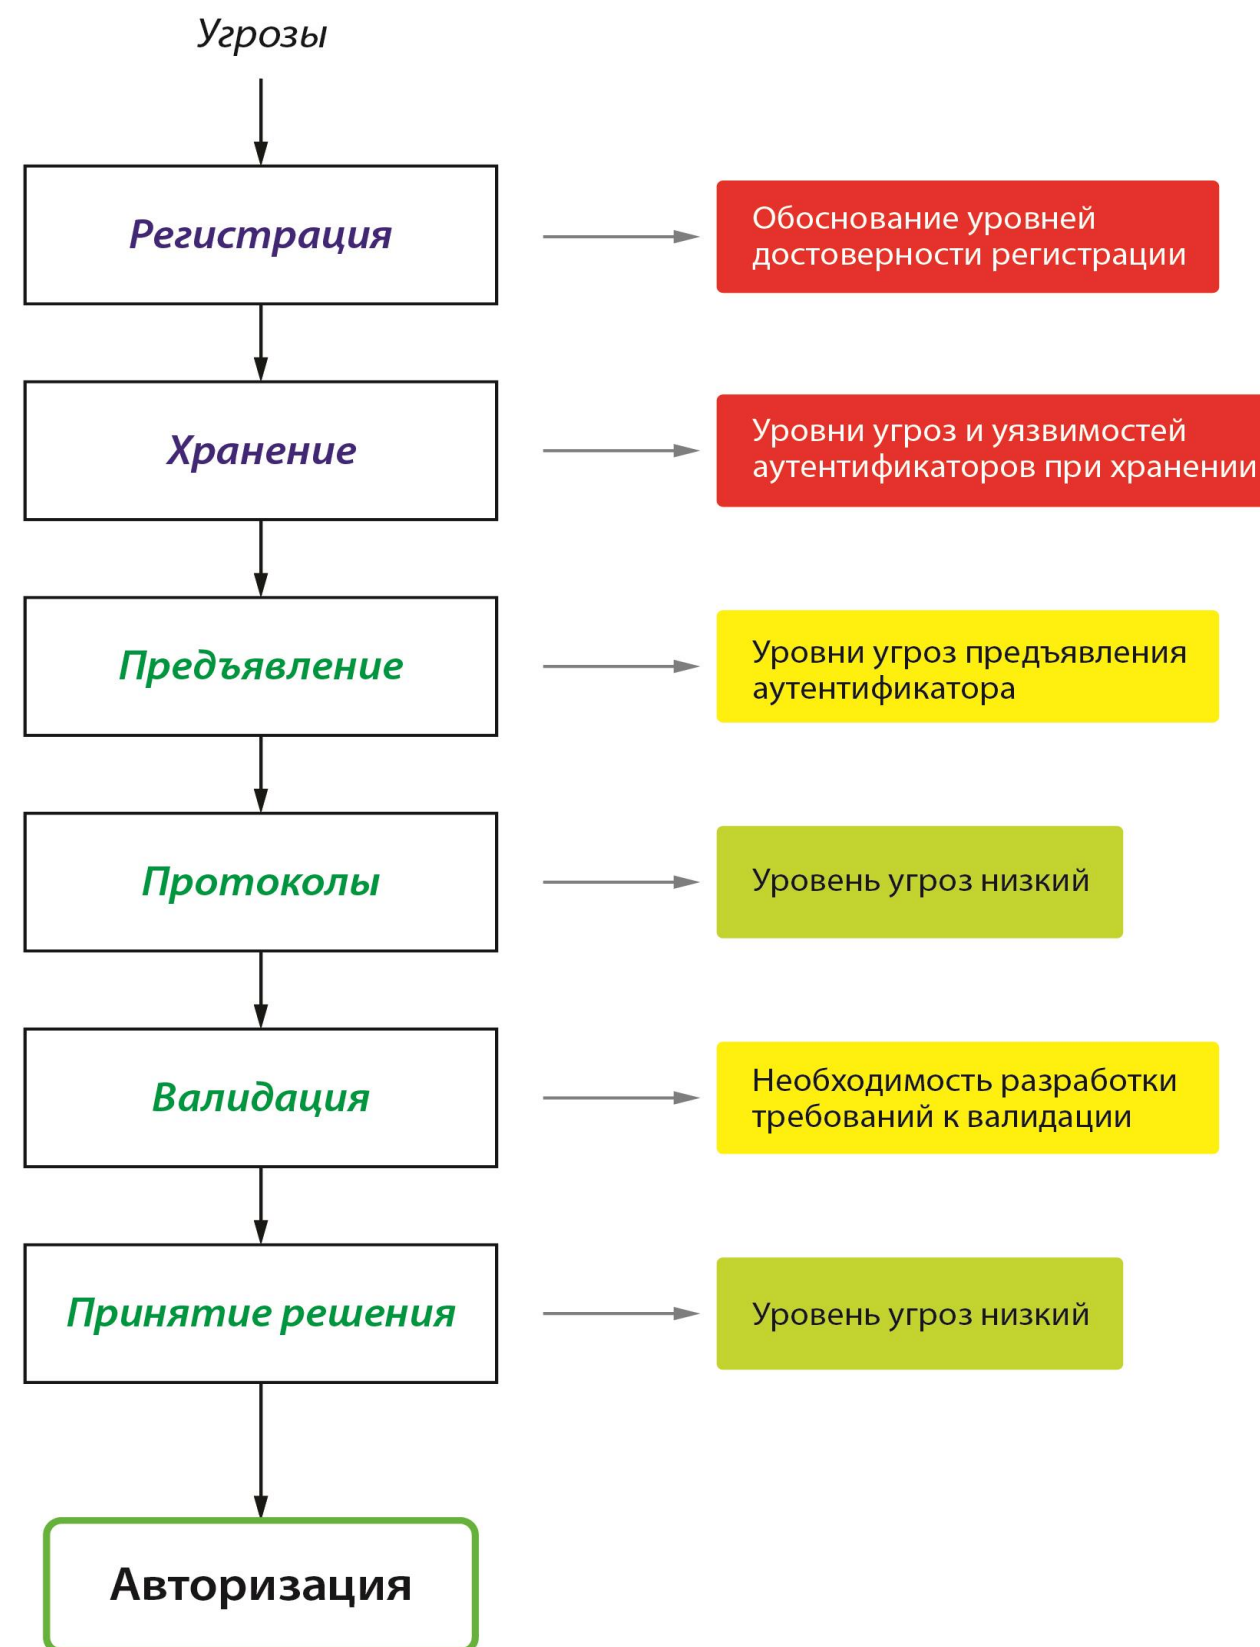 Угрозы
Регистрация
Обоснование уровней
достоверности регистрации
Хранение
Уровни угроз и уязвимостей
аутентификаторов при хранении
Предъявление
Уровни угроз предъявления
аутентификатора
Протоколы
Уровень угроз низкий
Валидация
Необходимость разработки
требований к валидации
Принятие решения
Уровень угроз низкий
Авторизация